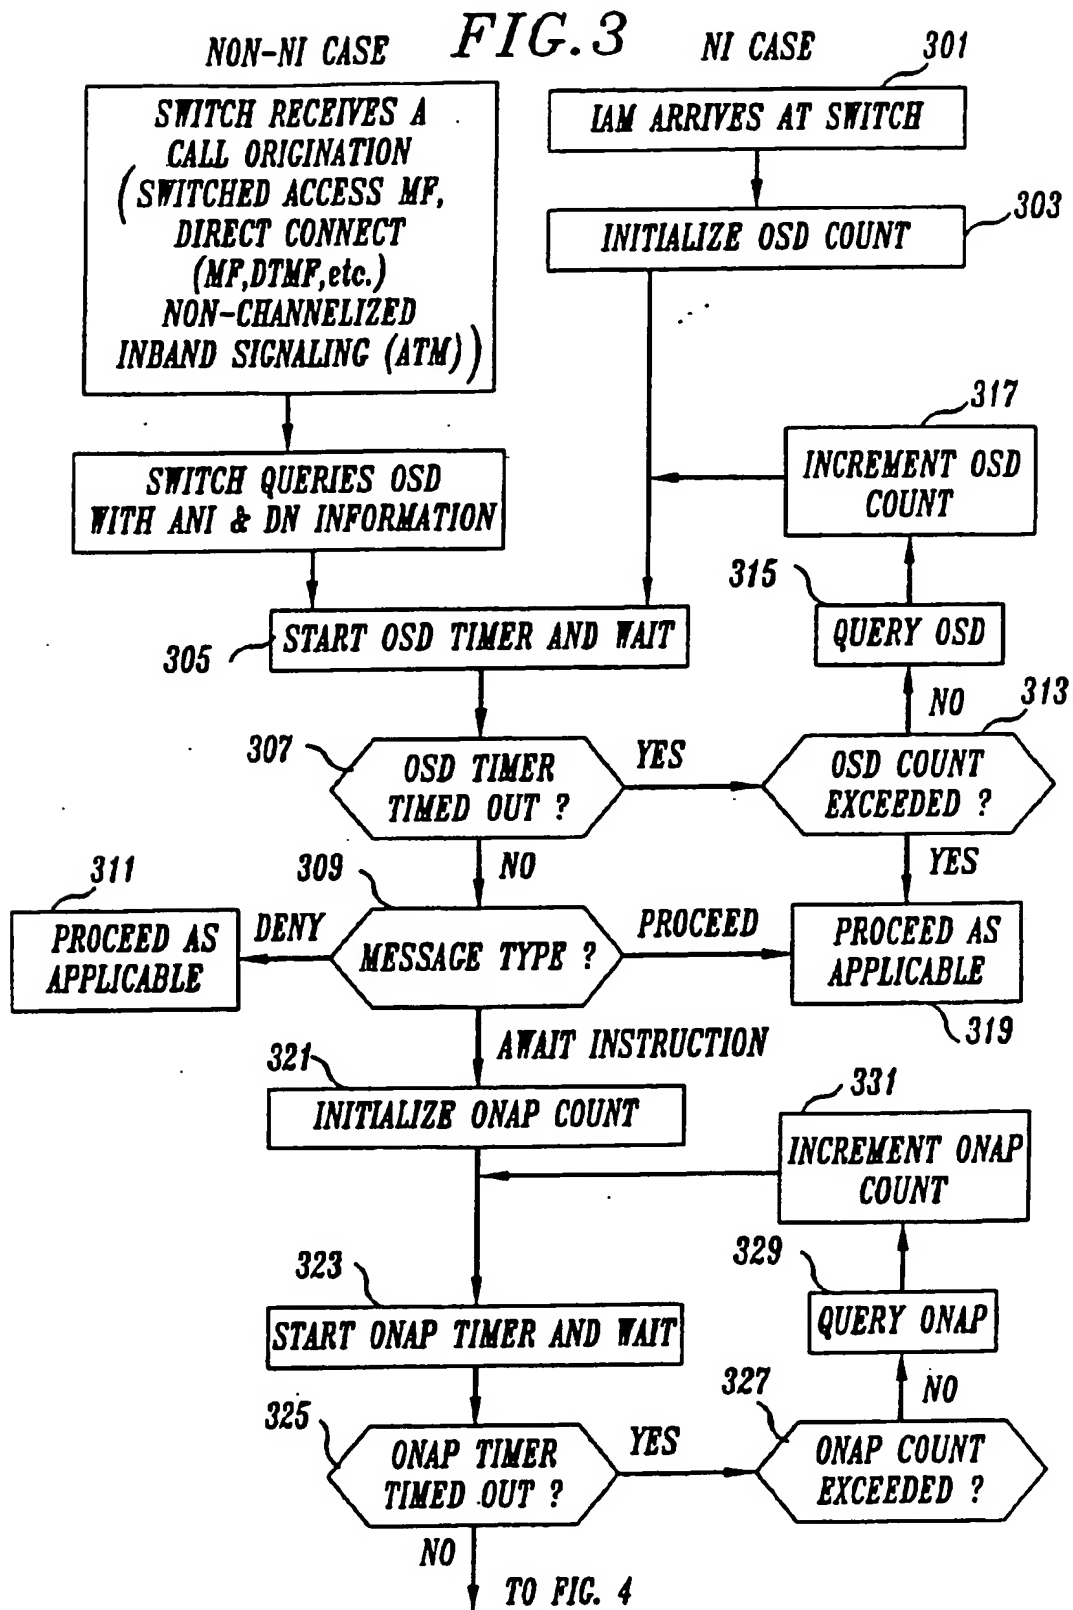 FIG.3
NON-NI CASE
NI CASE
301
SWITCH RECEIVES A
CALL ORIGINATION
(SWITCHED ACCESS MF,
DIRECT CONNECT
(MF,DTMF,etc.)
NON-CHANNELIZED
INBAND SIGNALING (ATM))
IAM ARRIVES AT SWITCH
303
INITIALIZE OSD COUNT
317
INCREMENT OSD
COUNT
SWITCH QUERIES OSD
WITH ANI & DN INFORMATION
315
QUERY OSD
305
START OSD TIMER AND WAIT
NO
313
307
OSD TIMER
TIMED OUT ?
YES
OSD COUNT
EXCEEDED ?
NO
YES
311
309
PROCEED AS
APPLICABLE
DENY
MESSAGE TYPE ?
PROCEED
PROCEED AS
APPLICABLE
319
AWAIT INSTRUCTION
321
INITIALIZE ONAP COUNT
331
INCREMENT ONAP
COUNT
323
START ONAP TIMER AND WAIT
329
QUERY ONAP
NO
327
325
ONAP TIMER
TIMED OUT ?
YES
ONAP COUNT
EXCEEDED ?
NO
TO FIG. 4